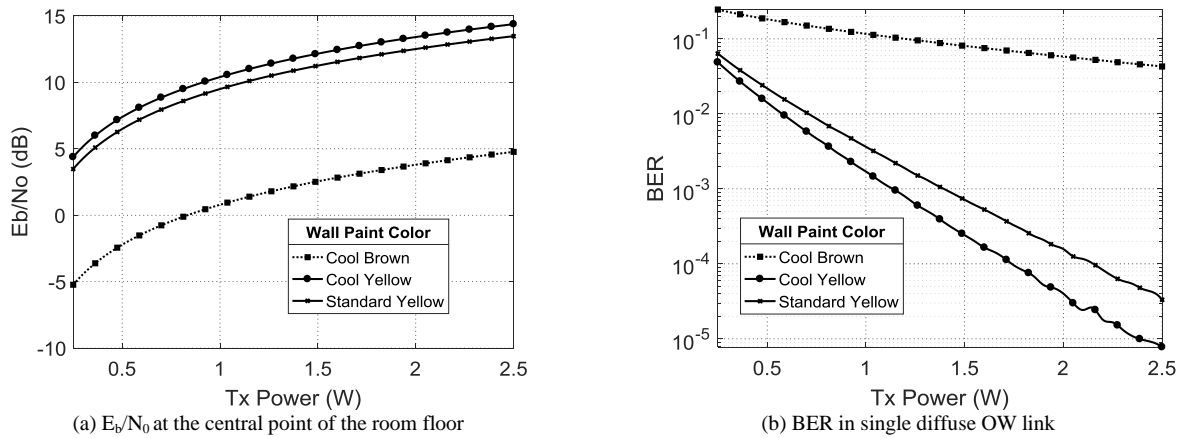 15
10
5
0
-5
-10
Eb/No (dB)
0.5
1
1.5
2
2.5
Tx Power (W)
Wall Paint Color
Cool Brown
Cool Yellow
Standard Yellow
(a) Eb/N0 at the central point of the room floor
10-1
10-2
10-3
10-4
10-5
BER
0.5
1
1.5
2
2.5
Tx Power (W)
Wall Paint Color
Cool Brown
Cool Yellow
Standard Yellow
(b) BER in single diffuse OW link